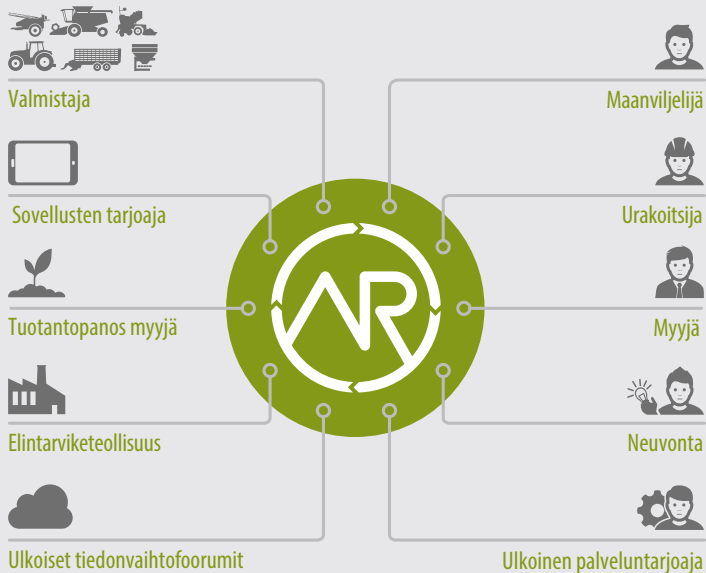 Valmistaja
Maanviljelijä
Sovellusten tarjoaja
Urakoitsija
Tuotantopanos myyjä
Myyjä
Elintarviketeollisuus
Neuvonta
Ulkoiset tiedonvaihtofoorumit
Ulkoinen palveluntarjoaja
AR